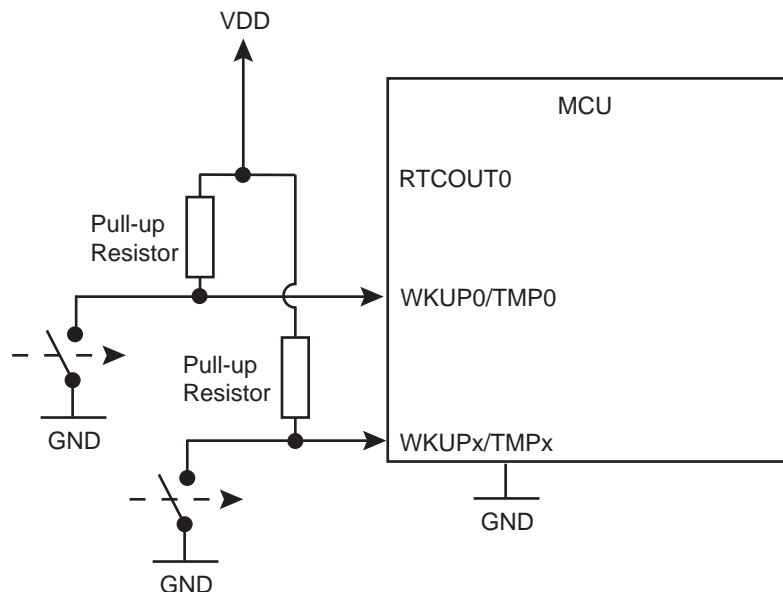 VDD
MCU
RTCOUT0
Pull-up
Resistor
WKUP0/TMP0
Pull-up
Resistor
GND
WKUPx/TMPx
GND
GND